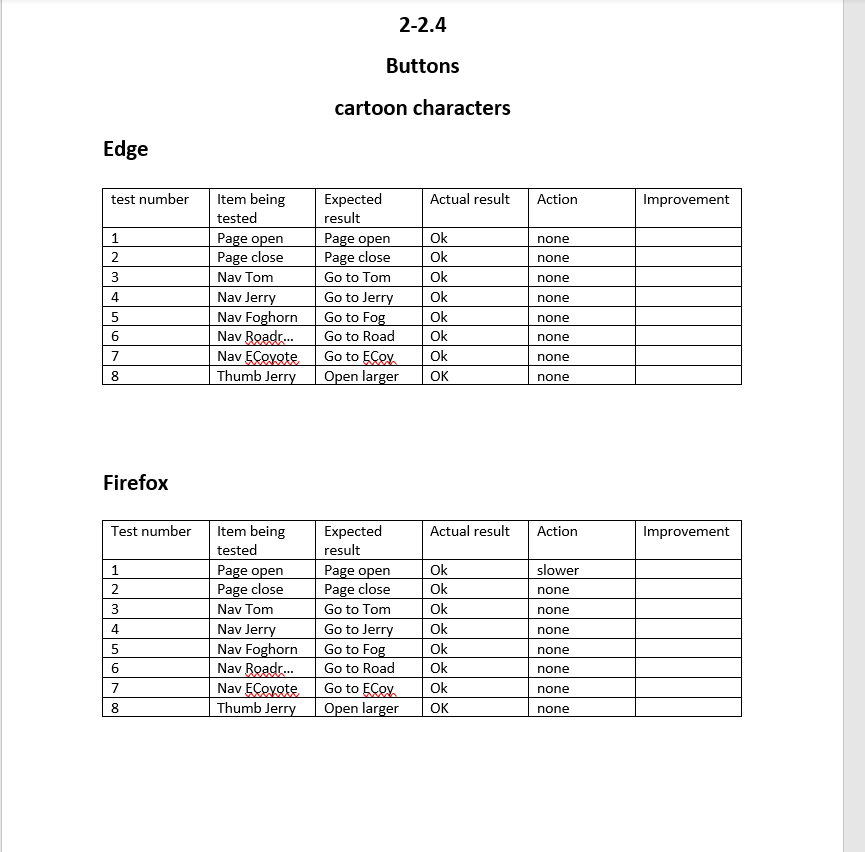 2-2.4
Buttons
cartoon characters
Edge
test number Item being tested Expected result Actual result Action Improvement
1 Page open Page open Ok none
2 Page close Page close Ok none
3 Nav Tom Go to Tom Ok none
4 Nav Jerry Go to Jerry Ok none
5 Nav Foghorn Go to Fog Ok none
6 Nav Roadr... Go to Road Ok none
7 Nav ECoyote Go to ECoy Ok none
8 Thumb Jerry Open larger OK none
Firefox
Test number Item being tested Expected result Actual result Action Improvement
1 Page open Page open Ok slower
2 Page close Page close Ok none
3 Nav Tom Go to Tom Ok none
4 Nav Jerry Go to Jerry Ok none
5 Nav Foghorn Go to Fog Ok none
6 Nav Roadr... Go to Road Ok none
7 Nav ECoyote Go to ECoy Ok none
8 Thumb Jerry Open larger OK none